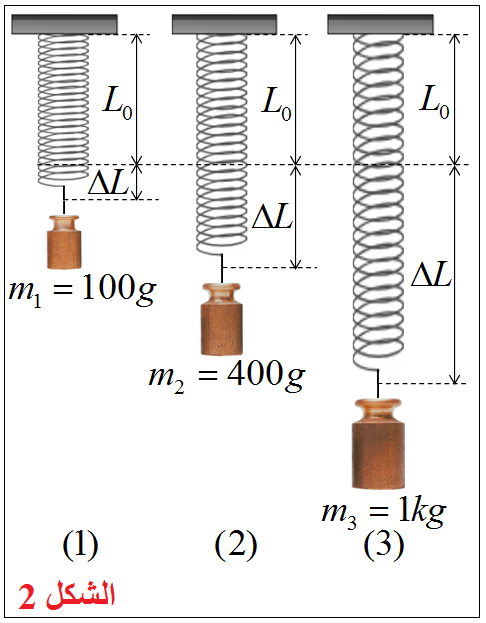 L₀ L₀ L₀
ΔL ΔL ΔL
m₁ = 100g
m₂ = 400g
m₃ = 1kg
(1) (2) (3)
الشكل 2